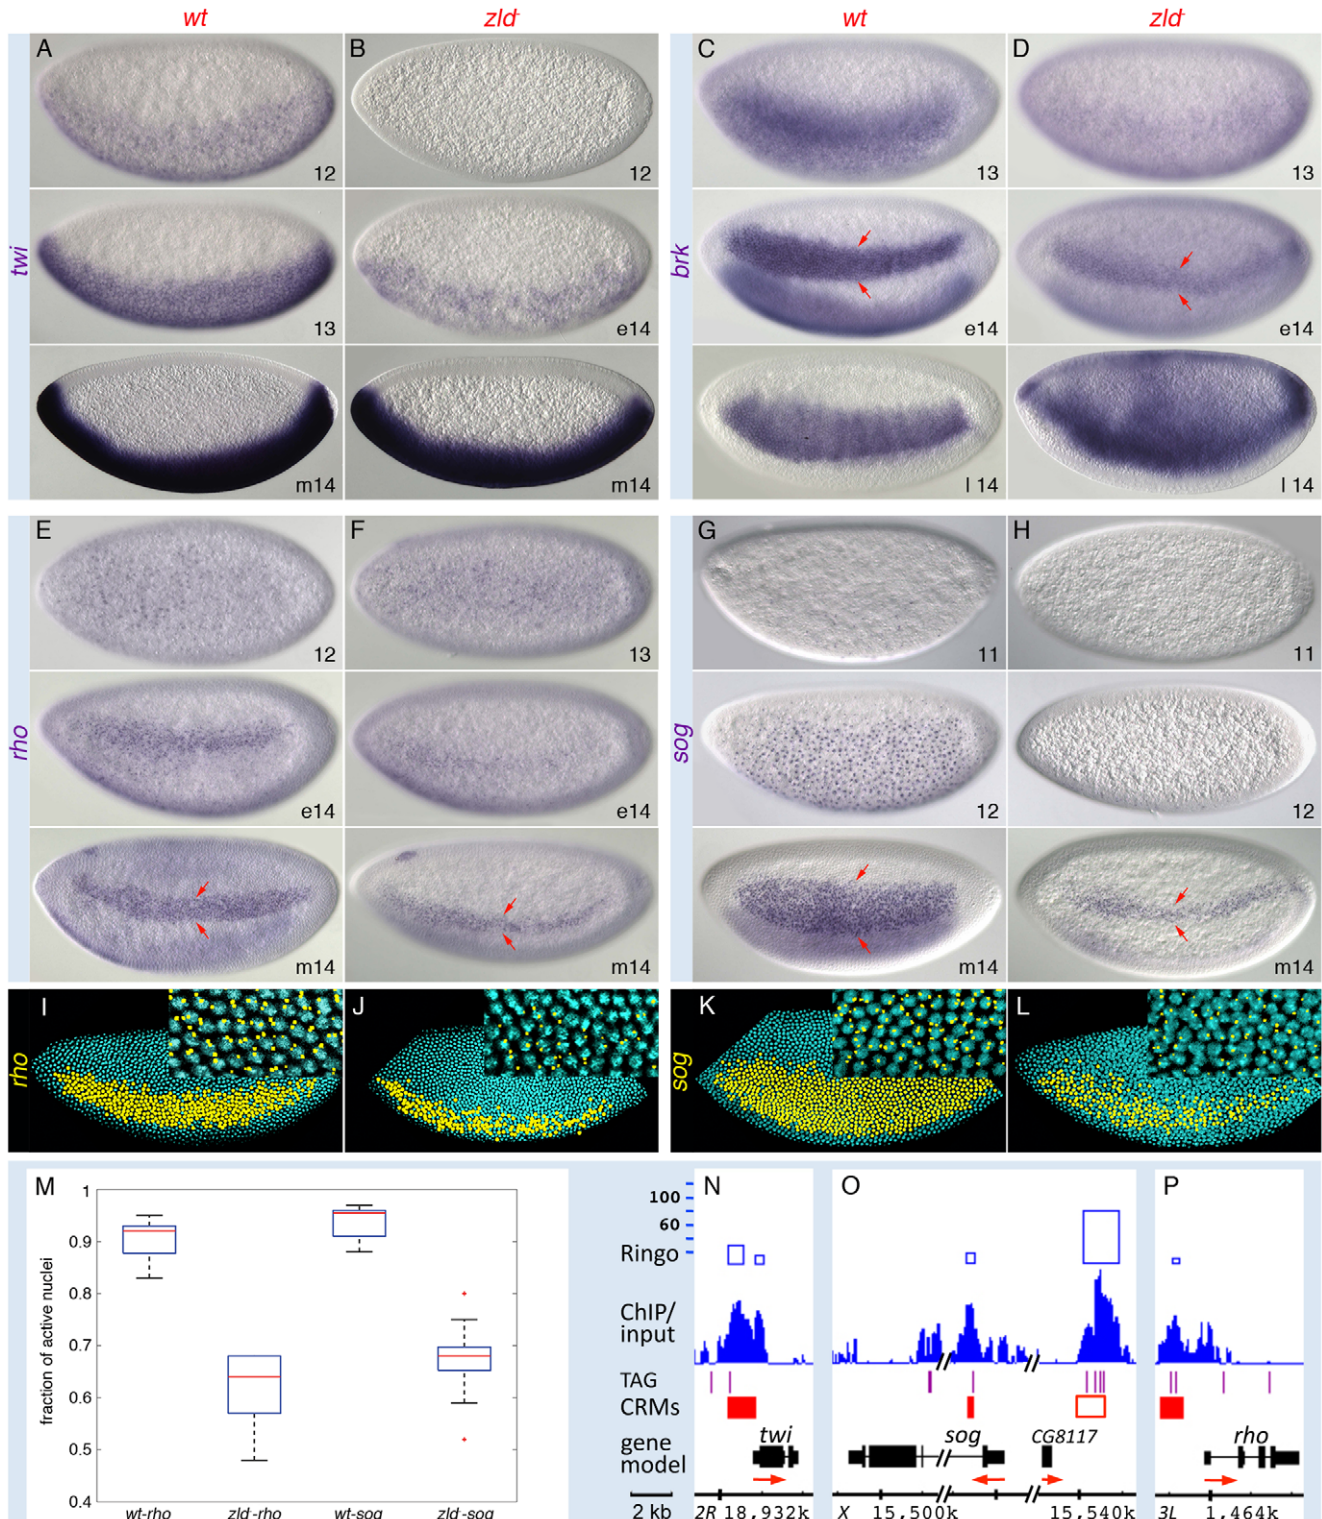 wt zld- wt zld-
A B C D
12 12 13 13
twi brk
13 e14 e14 e14
m14 m14 l 14 l 14
E F G H
12 13 11 11
rho sog
e14 e14 12 12
m14 m14 m14 m14
I J K L
rho sog
M N O P
1
0.9
0.8
0.7
0.6
0.5
0.4
fraction of active nuclei
wt-rho zld-rho wt-sog zld-sog
100
60
Ringo
ChIP/
input
TAG
CRMs
gene
model
twi sog CG8117 rho
2 kb 2R 18,932k X 15,500k 15,540k 3L 1,464k